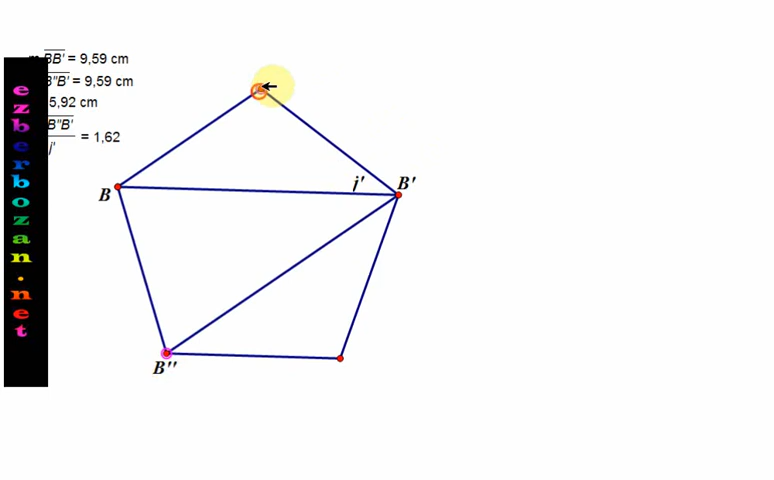 BB' = 9,59 cm
B"B' = 9,59 cm
5,92 cm
B"B'
= 1,62
j'
ezberbozan.net
j'
B'
B
B"